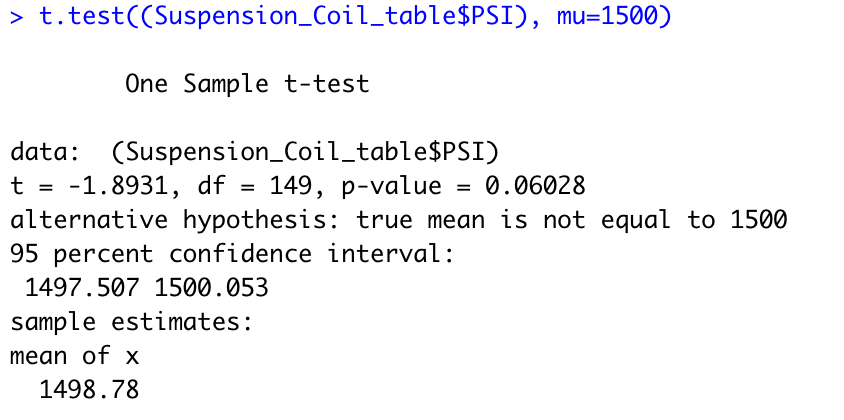 > t.test((Suspension_Coil_table$PSI), mu=1500)
One Sample t-test
data:  (Suspension_Coil_table$PSI)
t = -1.8931, df = 149, p-value = 0.06028
alternative hypothesis: true mean is not equal to 1500
95 percent confidence interval:
1497.507 1500.053
sample estimates:
mean of x
1498.78